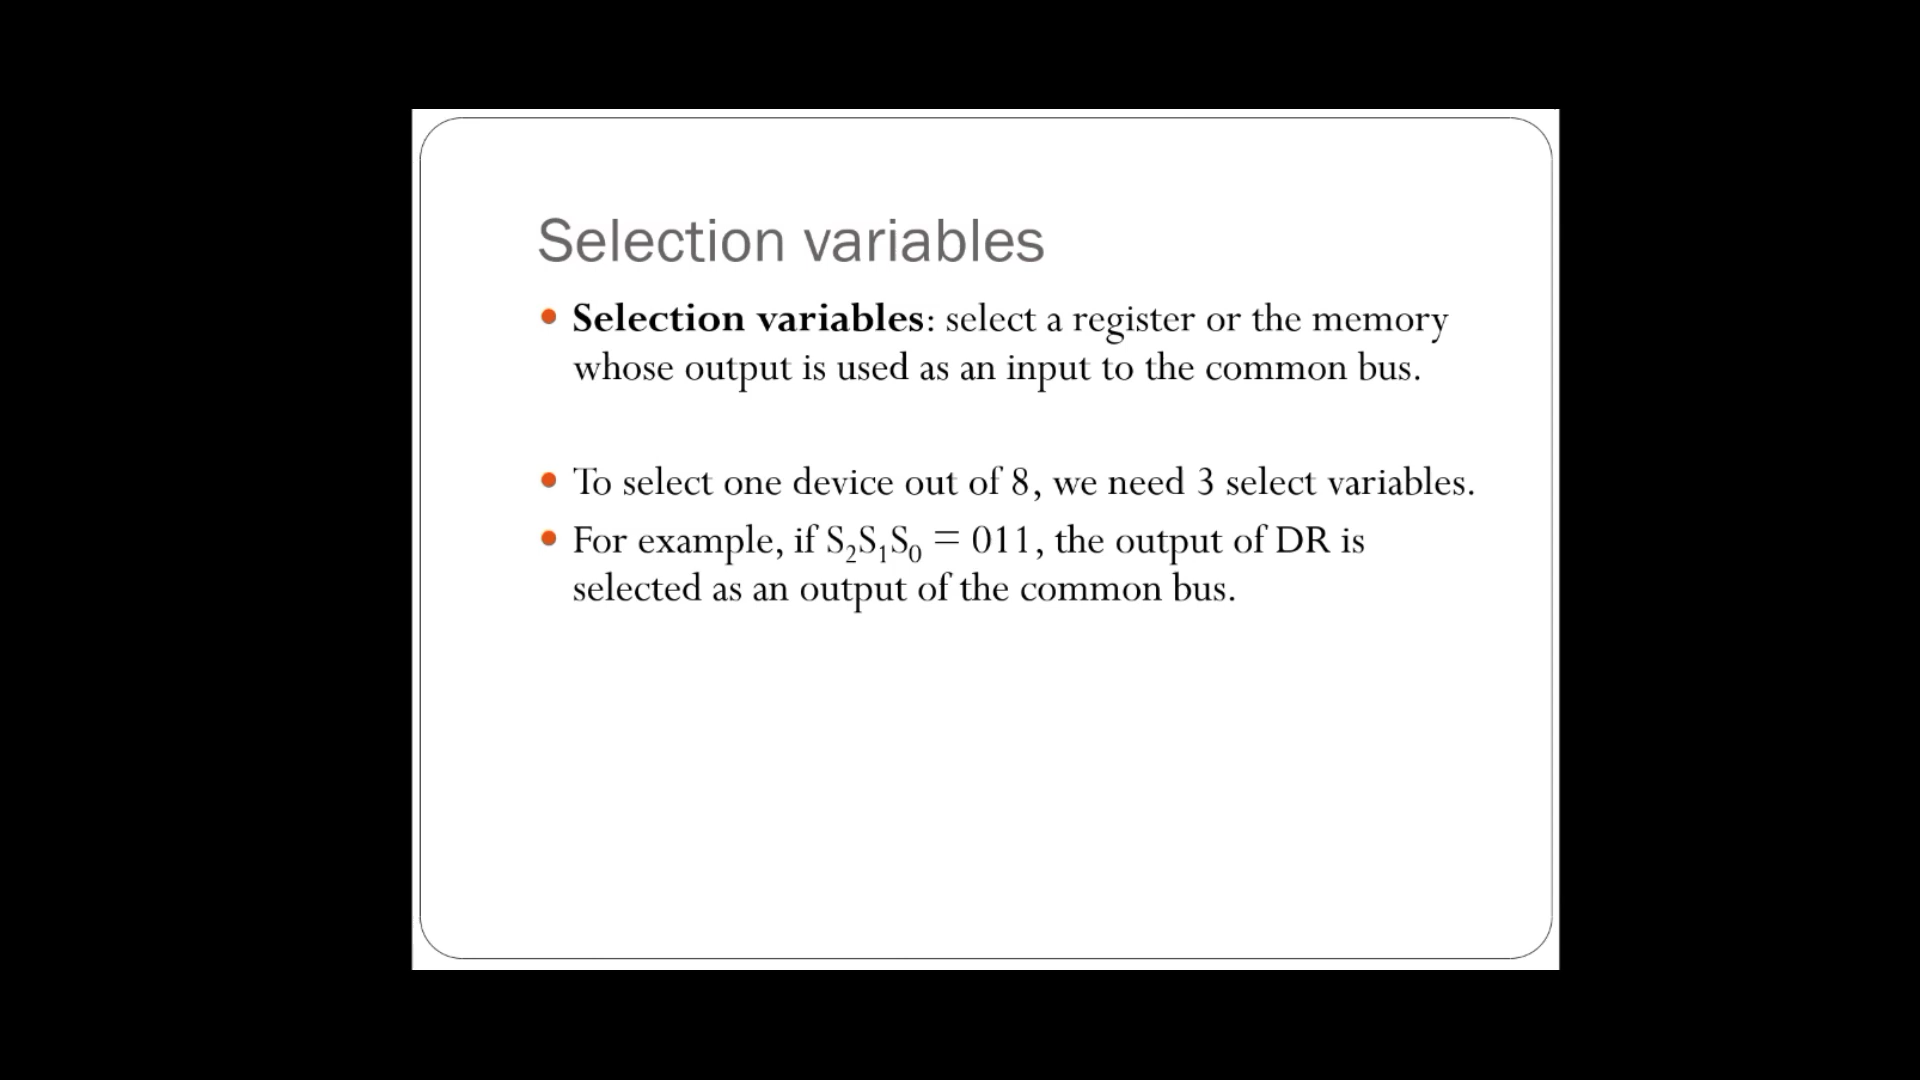 Selection variables
• Selection variables: select a register or the memory
whose output is used as an input to the common bus.
• To select one device out of 8, we need 3 select variables.
• For example, if S₂S₁S₀ = 011, the output of DR is
selected as an output of the common bus.